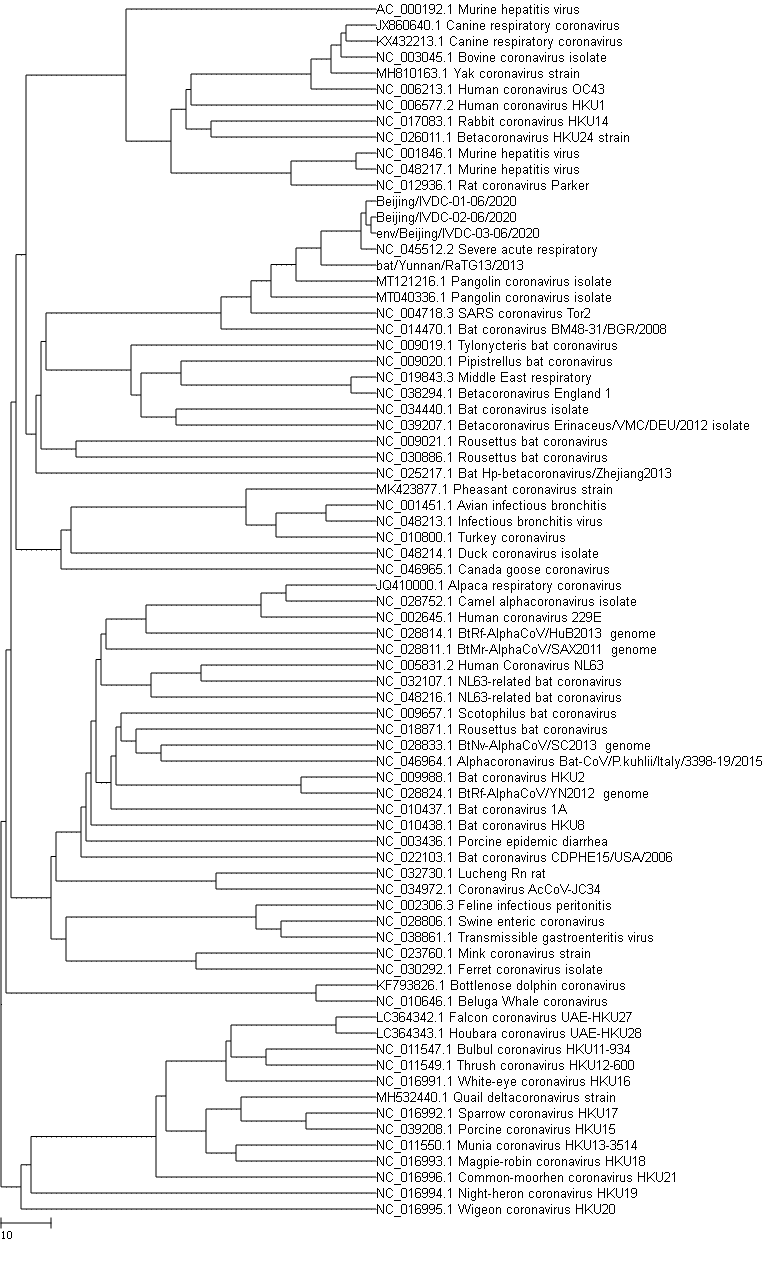 AC_000192.1 Murine hepatitis virus
JX860640.1 Canine respiratory coronavirus
KX432213.1 Canine respiratory coronavirus
NC_003045.1 Bovine coronavirus isolate
MH810163.1 Yak coronavirus strain
NC_006213.1 Human coronavirus OC43
NC_006577.2 Human coronavirus HKU1
NC_017083.1 Rabbit coronavirus HKU14
NC_026011.1 Betacoronavirus HKU24 strain
NC_001846.1 Murine hepatitis virus
NC_048217.1 Murine hepatitis virus
NC_012936.1 Rat coronavirus Parker
Beijing/IVDC-01-06/2020
Beijing/IVDC-02-06/2020
env/Beijing/IVDC-03-06/2020
NC_045512.2 Severe acute respiratory
bat/Yunnan/RaTG13/2013
MT121216.1 Pangolin coronavirus isolate
MT040336.1 Pangolin coronavirus isolate
NC_004718.3 SARS coronavirus Tor2
NC_014470.1 Bat coronavirus BM48-31/BGR/2008
NC_009019.1 Tylonycteris bat coronavirus
NC_009020.1 Pipistrellus bat coronavirus
NC_019843.3 Middle East respiratory
NC_038294.1 Betacoronavirus England 1
NC_034440.1 Bat coronavirus isolate
NC_039207.1 Betacoronavirus Erinaceus/VMC/DEU/2012 isolate
NC_009021.1 Rousettus bat coronavirus
NC_030886.1 Rousettus bat coronavirus
NC_025217.1 Bat Hp-betacoronavirus/Zhejiang2013
MK423877.1 Pheasant coronavirus strain
NC_001451.1 Avian infectious bronchitis
NC_048213.1 Infectious bronchitis virus
NC_010800.1 Turkey coronavirus
NC_048214.1 Duck coronavirus isolate
NC_046965.1 Canada goose coronavirus
JQ410000.1 Alpaca respiratory coronavirus
NC_028752.1 Camel alphacoronavirus isolate
NC_002645.1 Human coronavirus 229E
NC_028814.1 BtRf-AlphaCoV/HuB2013 genome
NC_028811.1 BtMr-AlphaCoV/SAX2011 genome
NC_005831.2 Human Coronavirus NL63
NC_032107.1 NL63-related bat coronavirus
NC_048216.1 NL63-related bat coronavirus
NC_009657.1 Scotophilus bat coronavirus
NC_018871.1 Rousettus bat coronavirus
NC_028833.1 BtNv-AlphaCoV/SC2013 genome
NC_046964.1 Alphacoronavirus Bat-CoV/P.kuhlii/Italy/3398-19/2015
NC_009988.1 Bat coronavirus HKU2
NC_028824.1 BtRf-AlphaCoV/YN2012 genome
NC_010437.1 Bat coronavirus 1A
NC_010438.1 Bat coronavirus HKU8
NC_003436.1 Porcine epidemic diarrhea
NC_022103.1 Bat coronavirus CDPHE15/USA/2006
NC_032730.1 Lucheng Rn rat
NC_034972.1 Coronavirus AcCoV-JC34
NC_002306.3 Feline infectious peritonitis
NC_028806.1 Swine enteric coronavirus
NC_038861.1 Transmissible gastroenteritis virus
NC_023760.1 Mink coronavirus strain
NC_030292.1 Ferret coronavirus isolate
KF793826.1 Bottlenose dolphin coronavirus
NC_010646.1 Beluga Whale coronavirus
LC364342.1 Falcon coronavirus UAE-HKU27
LC364343.1 Houbara coronavirus UAE-HKU28
NC_011547.1 Bulbul coronavirus HKU11-934
NC_011549.1 Thrush coronavirus HKU12-600
NC_016991.1 White-eye coronavirus HKU16
MH532440.1 Quail deltacoronavirus strain
NC_016992.1 Sparrow coronavirus HKU17
NC_039208.1 Porcine coronavirus HKU15
NC_011550.1 Munia coronavirus HKU13-3514
NC_016993.1 Magpie-robin coronavirus HKU18
NC_016996.1 Common-moorhen coronavirus HKU21
NC_016994.1 Night-heron coronavirus HKU19
NC_016995.1 Wigeon coronavirus HKU20
10